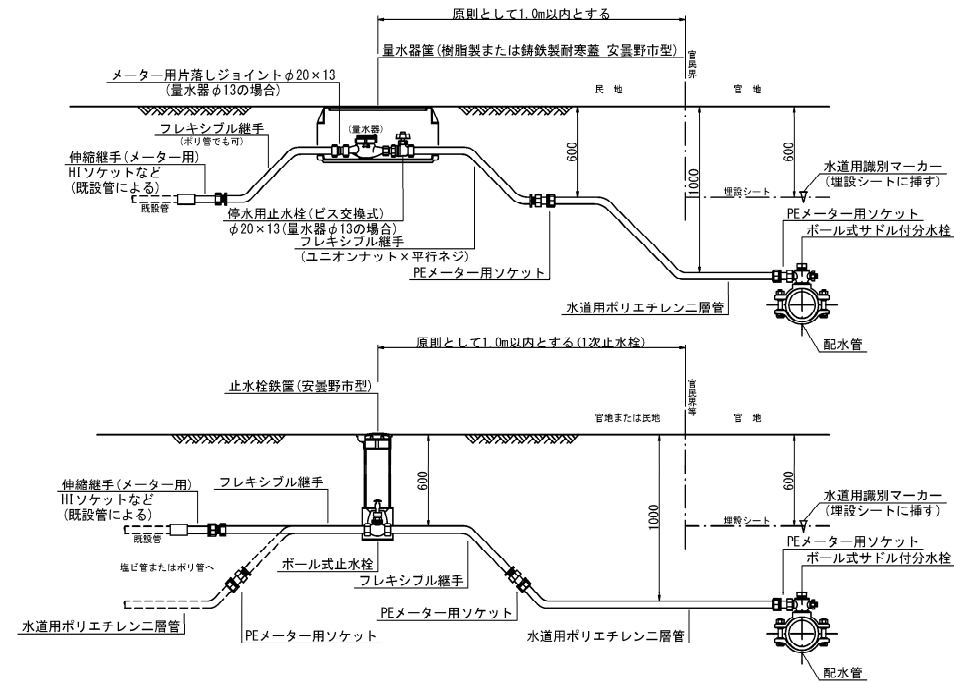 原則として1.0m以内とする
量水器筐(樹脂製または鋳鉄製耐寒蓋 安曇野市型)
官民界
メーター用片落しジョイントφ20×13
(量水器φ13の場合)
民 地
官 地
フレキシブル継手
(ポリ管でも可)
(量水器)
伸縮継手(メーター用)
HIソケットなど
(既設管による)
既設管
600
1000
600
埋設シート
水道用識別マーカー
(埋設シートに挿す)
停水用止水栓(ビス交換式)
φ20×13(量水器φ13の場合)
フレキシブル継手
(ユニオンナット×平行ネジ)
PEメーター用ソケット
PEメーター用ソケット
ボール式サドル付分水栓
水道用ポリエチレン二層管
配水管
原則として1.0m以内とする(1次止水栓)
止水栓鉄筐(安曇野市型)
官民界等
官地または民地
官 地
伸縮継手(メーター用)
HIソケットなど
(既設管による)
既設管
フレキシブル継手
600
1000
600
埋設シート
水道用識別マーカー
(埋設シートに挿す)
PEメーター用ソケット
ボール式サドル付分水栓
塩ビ管またはポリ管へ
ボール式止水栓
フレキシブル継手
PEメーター用ソケット
水道用ポリエチレン二層管
PEメーター用ソケット
水道用ポリエチレン二層管
配水管